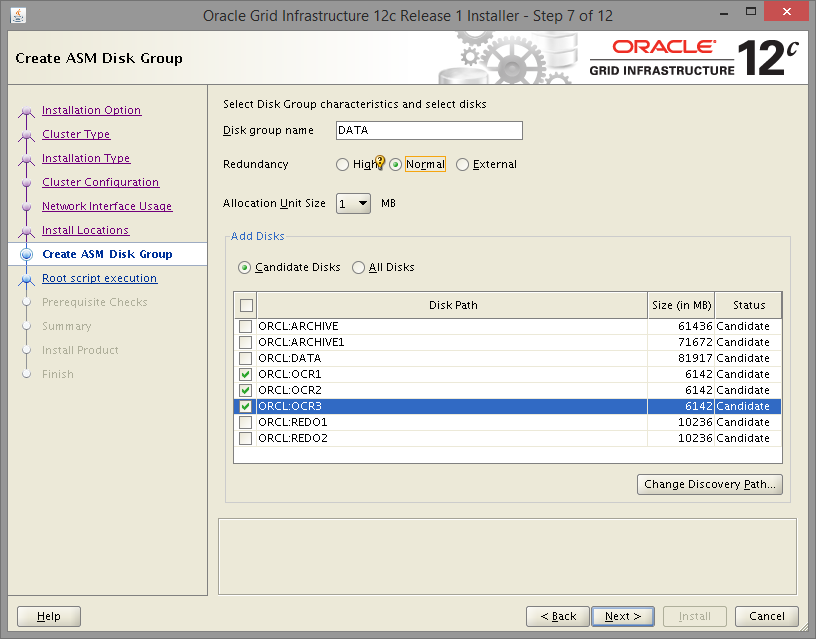 Oracle Grid Infrastructure 12c Release 1 Installer - Step 7 of 12
Create ASM Disk Group
ORACLE®
GRID INFRASTRUCTURE
12c
Installation Option
Cluster Type
Installation Type
Cluster Configuration
Network Interface Usage
Install Locations
Create ASM Disk Group
Root script execution
Prerequisite Checks
Summary
Install Product
Finish
Select Disk Group characteristics and select disks
Disk group name DATA
Redundancy High Normal External
Allocation Unit Size 1 MB
Add Disks
Candidate Disks All Disks
Disk Path Size (in MB) Status
ORCL:ARCHIVE 61436 Candidate
ORCL:ARCHIVE1 71672 Candidate
ORCL:DATA 81917 Candidate
ORCL:OCR1 6142 Candidate
ORCL:OCR2 6142 Candidate
ORCL:OCR3 6142 Candidate
ORCL:REDO1 10236 Candidate
ORCL:REDO2 10236 Candidate
Change Discovery Path...
Help < Back Next > Install Cancel